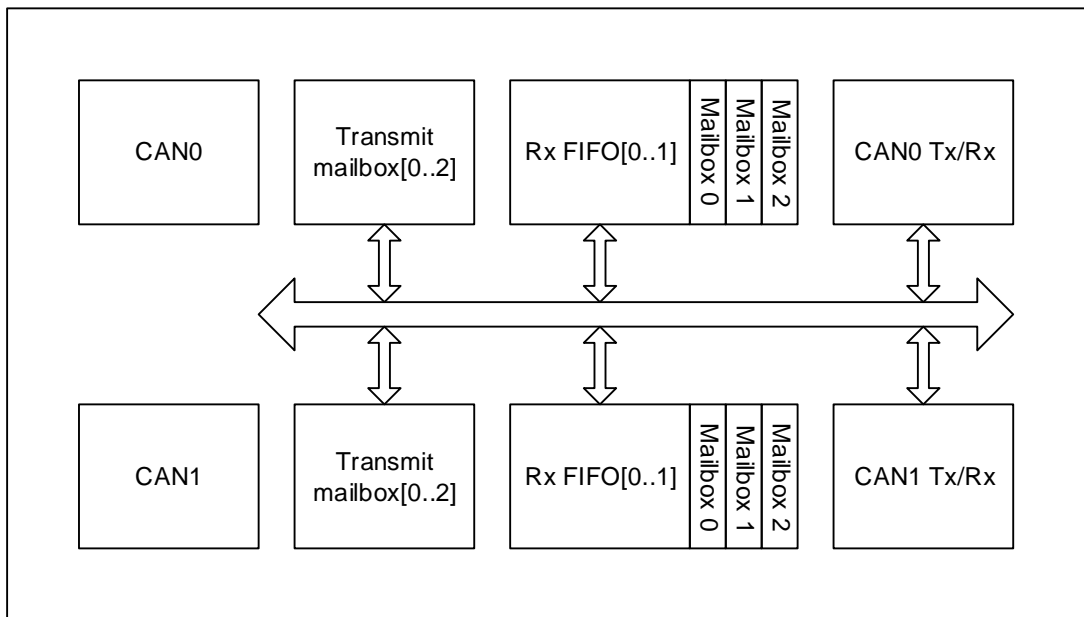 CAN0
Transmit
mailbox[0..2]
Rx FIFO[0..1]
Mailbox 0
Mailbox 1
Mailbox 2
CAN0 Tx/Rx
CAN1
Transmit
mailbox[0..2]
Rx FIFO[0..1]
Mailbox 0
Mailbox 1
Mailbox 2
CAN1 Tx/Rx